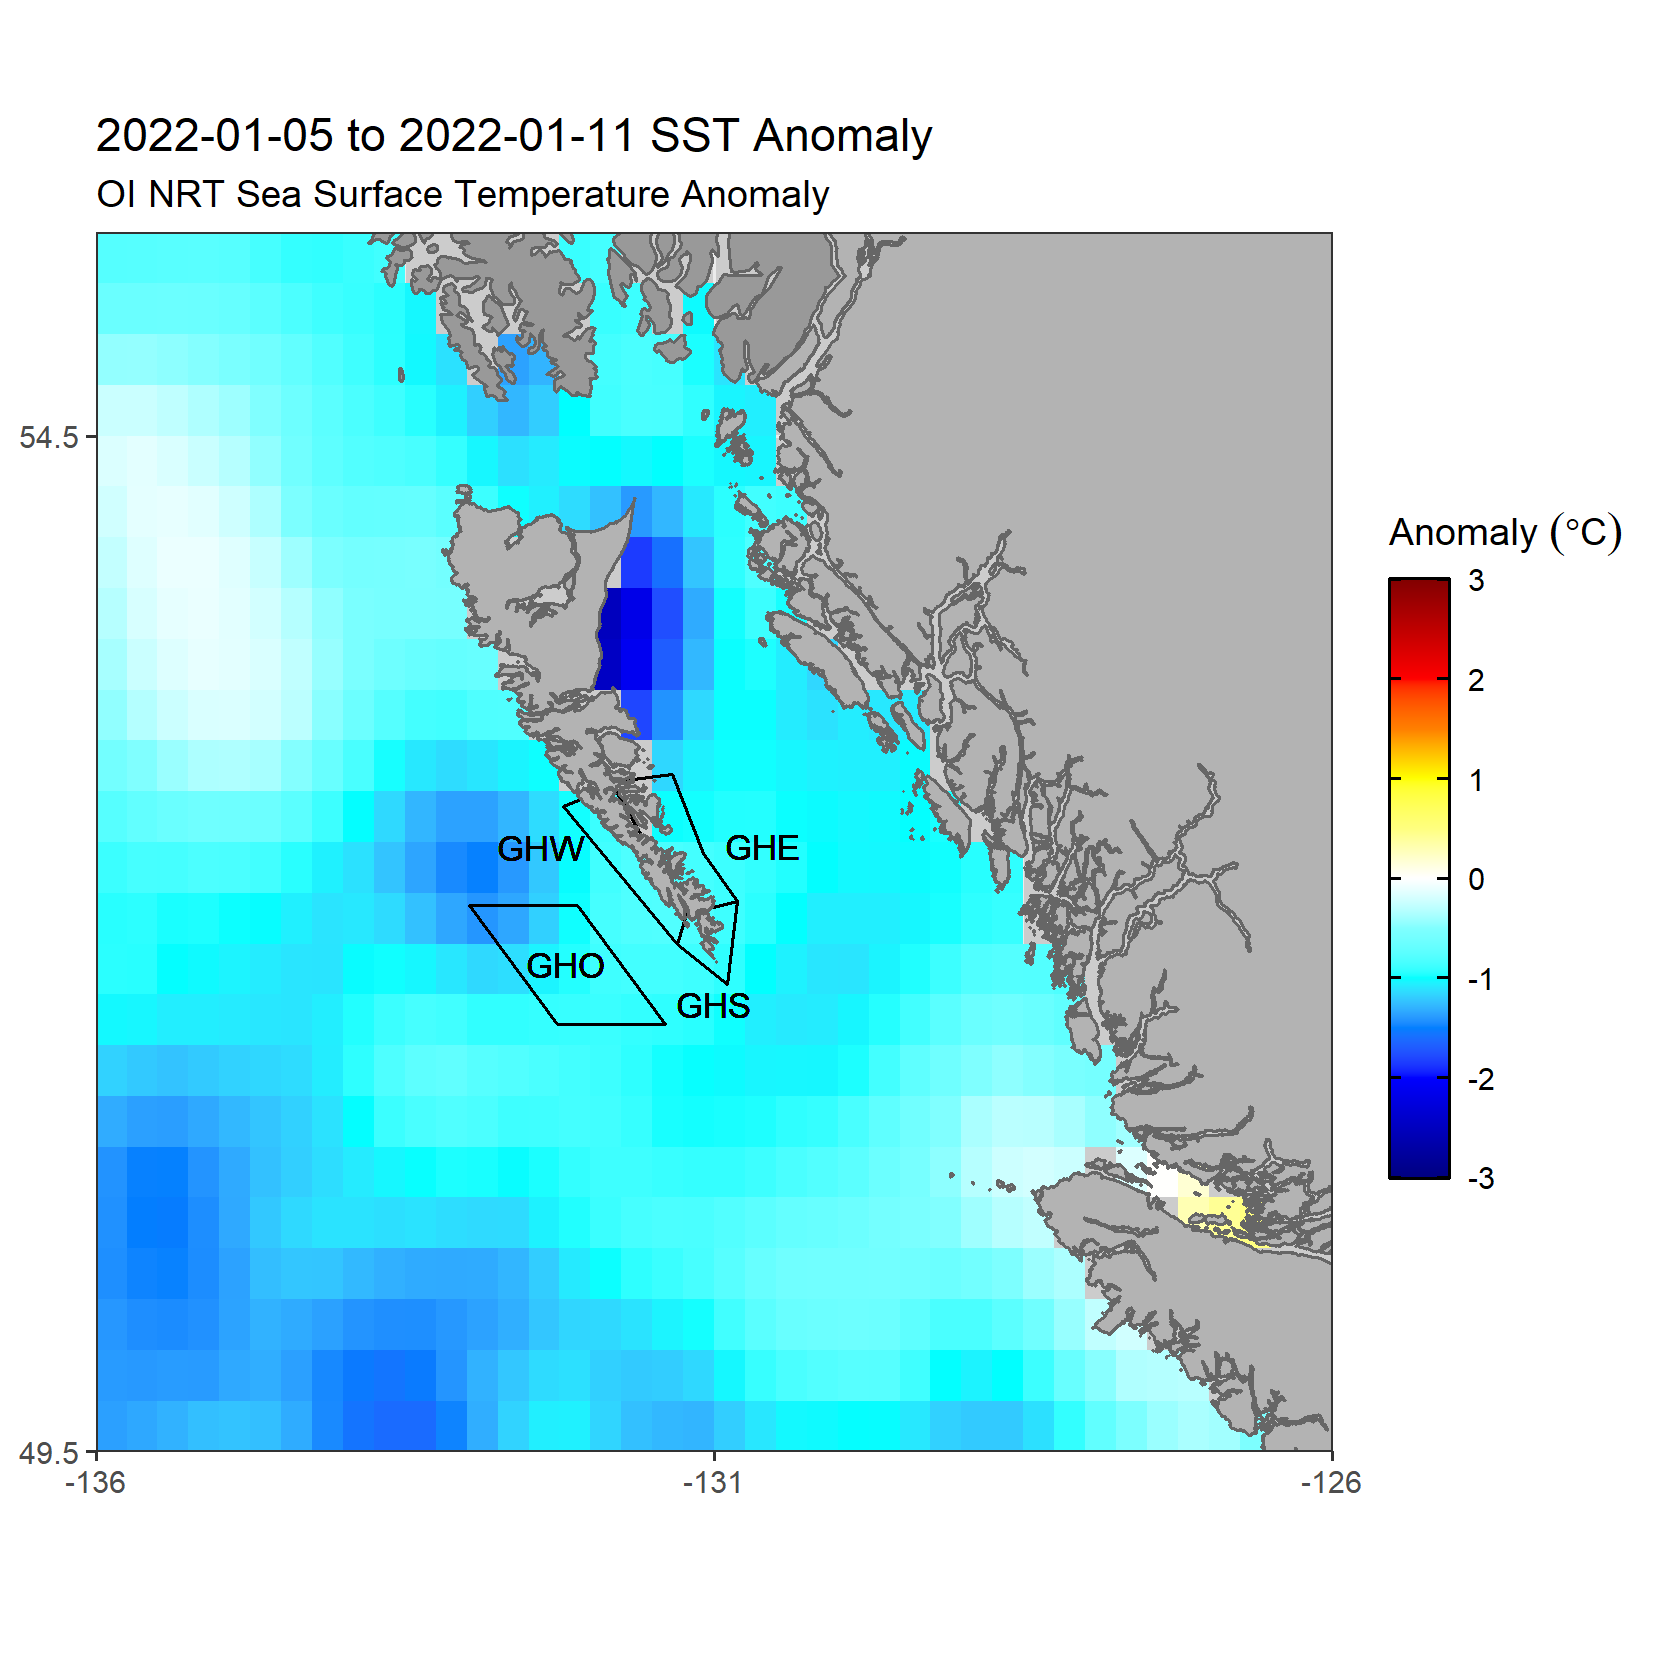 2022-01-05 to 2022-01-11 SST Anomaly
OI NRT Sea Surface Temperature Anomaly
54.5
49.5
-136
-131
-126
GHW
GHE
GHO
GHS
Anomaly (°C)
3
2
1
0
-1
-2
-3